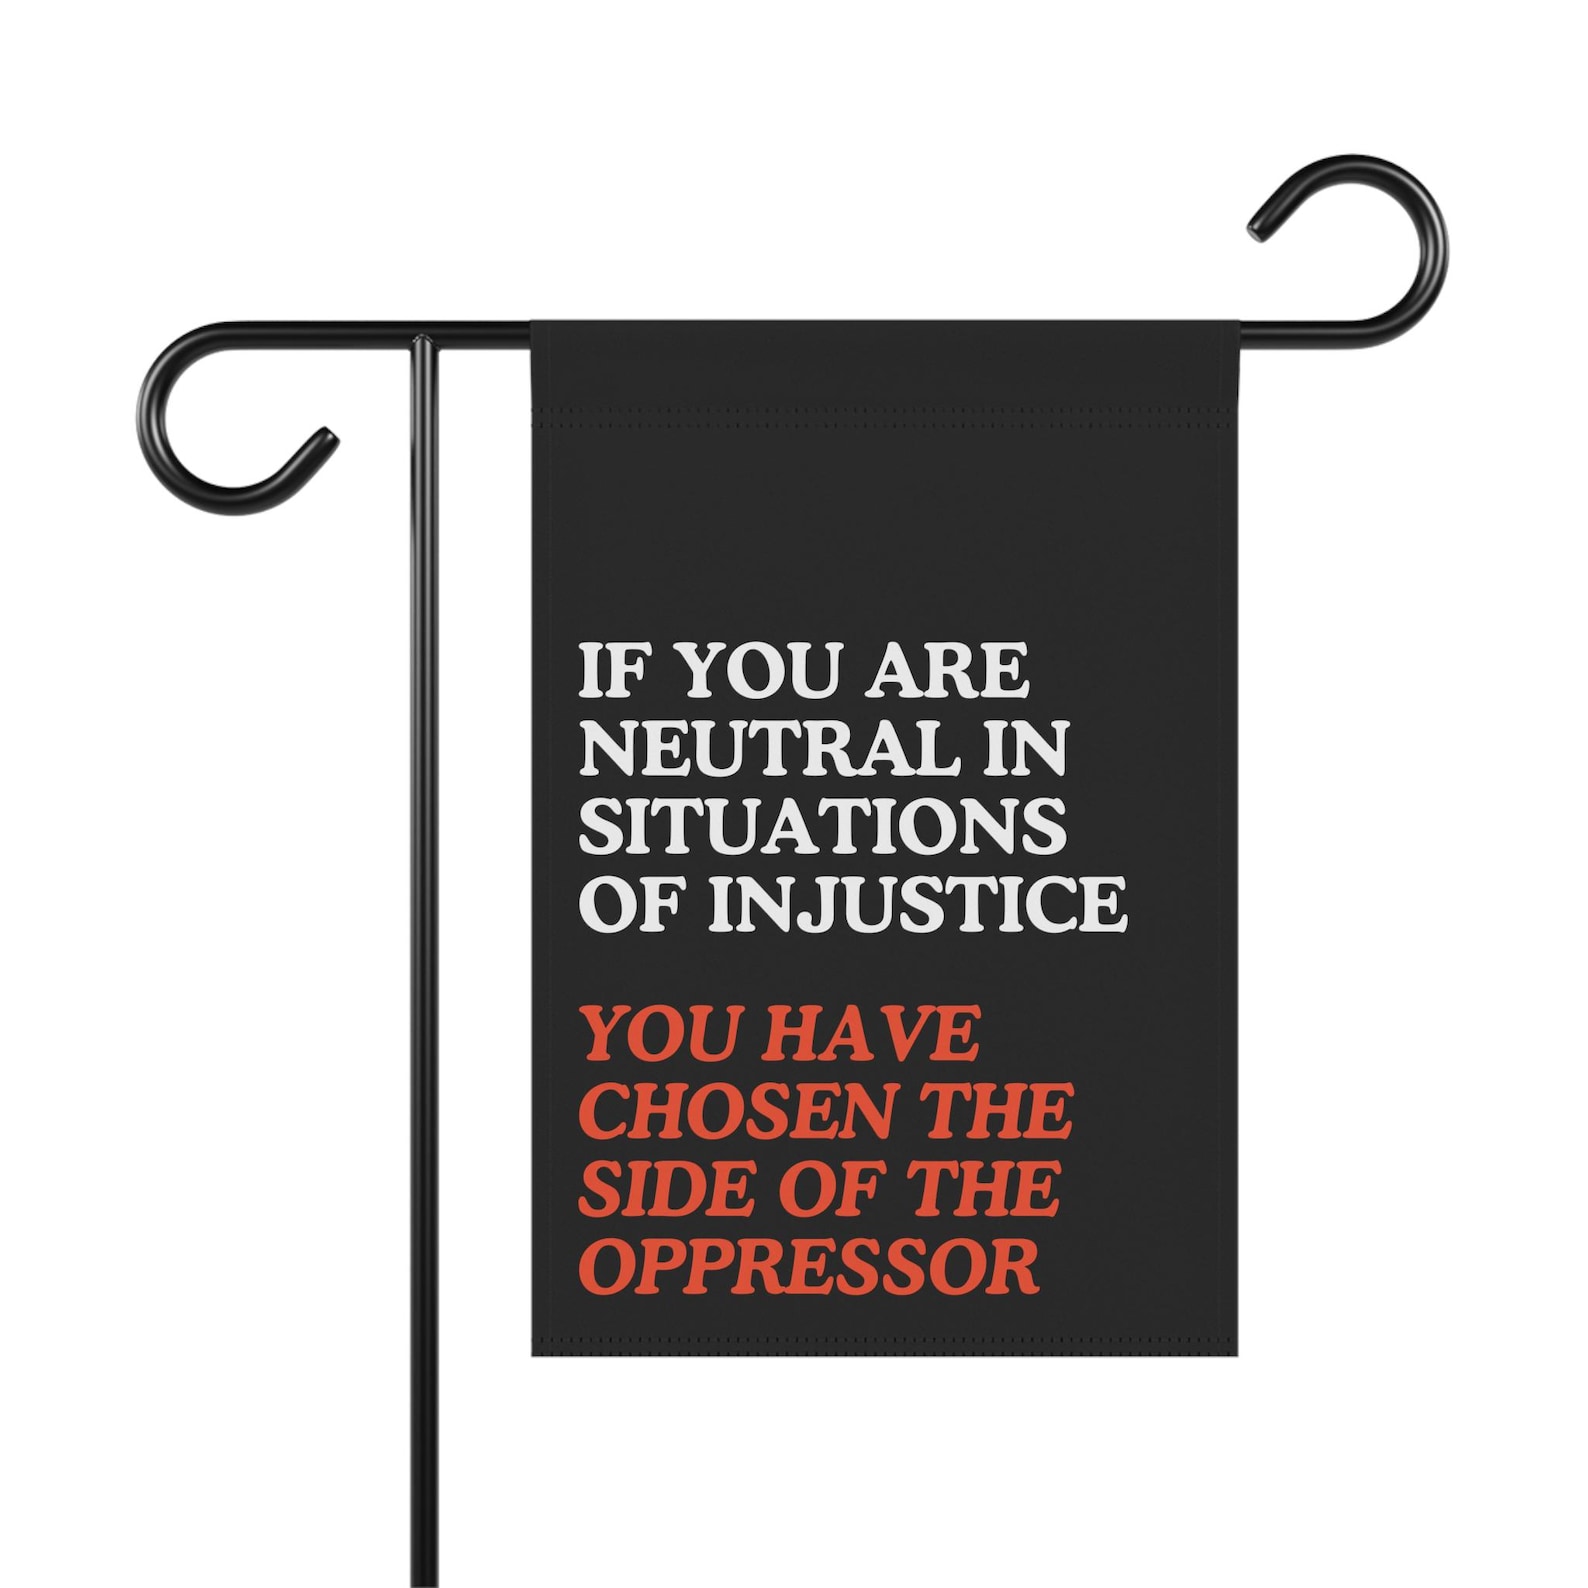 IF YOU ARE
NEUTRAL IN
SITUATIONS
OF INJUSTICE
YOU HAVE
CHOSEN THE
SIDE OF THE
OPPRESSOR